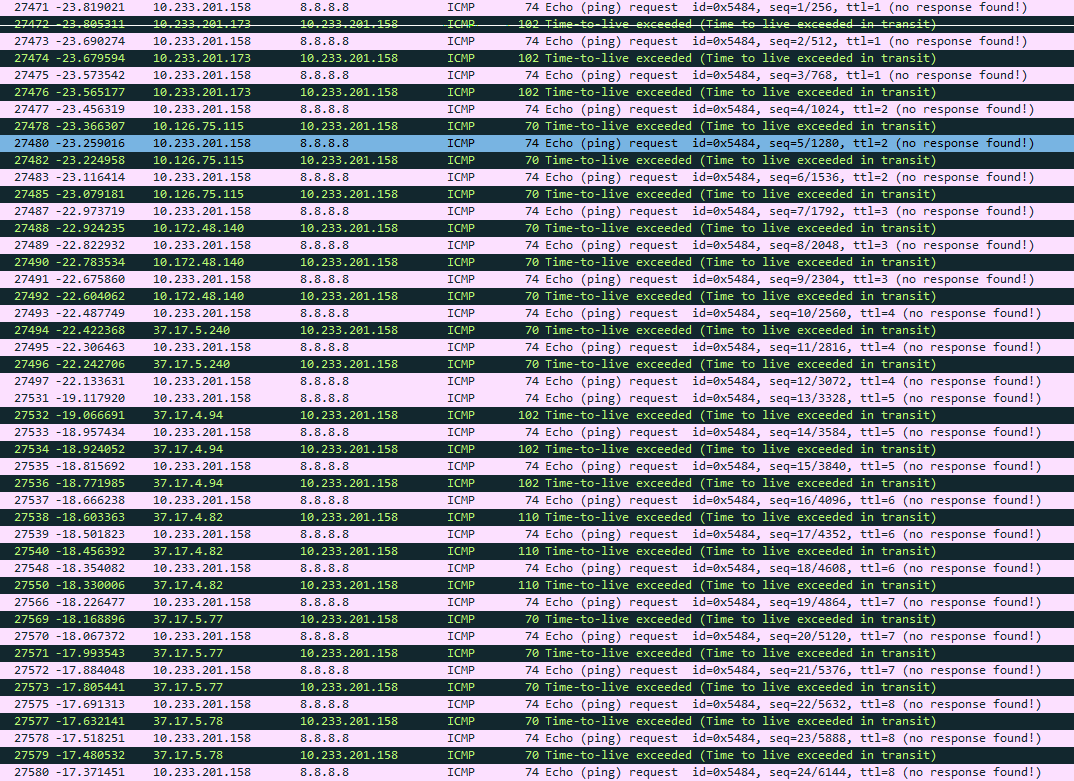 27471 -23.819021 10.233.201.158 8.8.8.8 ICMP 74 Echo (ping) request id=0x5484, seq=1/256, ttl=1 (no response found!)
27472 -23.805311 10.233.201.173 10.233.201.158 ICMP 102 Time-to-live exceeded (Time to live exceeded in transit)
27473 -23.690274 10.233.201.158 8.8.8.8 ICMP 74 Echo (ping) request id=0x5484, seq=2/512, ttl=1 (no response found!)
27474 -23.679594 10.233.201.173 10.233.201.158 ICMP 102 Time-to-live exceeded (Time to live exceeded in transit)
27475 -23.573542 10.233.201.158 8.8.8.8 ICMP 74 Echo (ping) request id=0x5484, seq=3/768, ttl=1 (no response found!)
27476 -23.565177 10.233.201.173 10.233.201.158 ICMP 102 Time-to-live exceeded (Time to live exceeded in transit)
27477 -23.456319 10.233.201.158 8.8.8.8 ICMP 74 Echo (ping) request id=0x5484, seq=4/1024, ttl=2 (no response found!)
27478 -23.366307 10.126.75.115 10.233.201.158 ICMP 70 Time-to-live exceeded (Time to live exceeded in transit)
27480 -23.259016 10.233.201.158 8.8.8.8 ICMP 74 Echo (ping) request id=0x5484, seq=5/1280, ttl=2 (no response found!)
27482 -23.224958 10.126.75.115 10.233.201.158 ICMP 70 Time-to-live exceeded (Time to live exceeded in transit)
27483 -23.116414 10.233.201.158 8.8.8.8 ICMP 74 Echo (ping) request id=0x5484, seq=6/1536, ttl=2 (no response found!)
27485 -23.079181 10.126.75.115 10.233.201.158 ICMP 70 Time-to-live exceeded (Time to live exceeded in transit)
27487 -22.973719 10.233.201.158 8.8.8.8 ICMP 74 Echo (ping) request id=0x5484, seq=7/1792, ttl=3 (no response found!)
27488 -22.924235 10.172.48.140 10.233.201.158 ICMP 70 Time-to-live exceeded (Time to live exceeded in transit)
27489 -22.822932 10.233.201.158 8.8.8.8 ICMP 74 Echo (ping) request id=0x5484, seq=8/2048, ttl=3 (no response found!)
27490 -22.783534 10.172.48.140 10.233.201.158 ICMP 70 Time-to-live exceeded (Time to live exceeded in transit)
27491 -22.675860 10.233.201.158 8.8.8.8 ICMP 74 Echo (ping) request id=0x5484, seq=9/2304, ttl=3 (no response found!)
27492 -22.604062 10.172.48.140 10.233.201.158 ICMP 70 Time-to-live exceeded (Time to live exceeded in transit)
27493 -22.487749 10.233.201.158 8.8.8.8 ICMP 74 Echo (ping) request id=0x5484, seq=10/2560, ttl=4 (no response found!)
27494 -22.422368 37.17.5.240 10.233.201.158 ICMP 70 Time-to-live exceeded (Time to live exceeded in transit)
27495 -22.306463 10.233.201.158 8.8.8.8 ICMP 74 Echo (ping) request id=0x5484, seq=11/2816, ttl=4 (no response found!)
27496 -22.242706 37.17.5.240 10.233.201.158 ICMP 70 Time-to-live exceeded (Time to live exceeded in transit)
27497 -22.133631 10.233.201.158 8.8.8.8 ICMP 74 Echo (ping) request id=0x5484, seq=12/3072, ttl=4 (no response found!)
27531 -19.117920 10.233.201.158 8.8.8.8 ICMP 74 Echo (ping) request id=0x5484, seq=13/3328, ttl=5 (no response found!)
27532 -19.066691 37.17.4.94 10.233.201.158 ICMP 102 Time-to-live exceeded (Time to live exceeded in transit)
27533 -18.957434 10.233.201.158 8.8.8.8 ICMP 74 Echo (ping) request id=0x5484, seq=14/3584, ttl=5 (no response found!)
27534 -18.924052 37.17.4.94 10.233.201.158 ICMP 102 Time-to-live exceeded (Time to live exceeded in transit)
27535 -18.815692 10.233.201.158 8.8.8.8 ICMP 74 Echo (ping) request id=0x5484, seq=15/3840, ttl=5 (no response found!)
27536 -18.771985 37.17.4.94 10.233.201.158 ICMP 102 Time-to-live exceeded (Time to live exceeded in transit)
27537 -18.666238 10.233.201.158 8.8.8.8 ICMP 74 Echo (ping) request id=0x5484, seq=16/4096, ttl=6 (no response found!)
27538 -18.603363 37.17.4.82 10.233.201.158 ICMP 110 Time-to-live exceeded (Time to live exceeded in transit)
27539 -18.501823 10.233.201.158 8.8.8.8 ICMP 74 Echo (ping) request id=0x5484, seq=17/4352, ttl=6 (no response found!)
27540 -18.456392 37.17.4.82 10.233.201.158 ICMP 110 Time-to-live exceeded (Time to live exceeded in transit)
27548 -18.354082 10.233.201.158 8.8.8.8 ICMP 74 Echo (ping) request id=0x5484, seq=18/4608, ttl=6 (no response found!)
27550 -18.330006 37.17.4.82 10.233.201.158 ICMP 110 Time-to-live exceeded (Time to live exceeded in transit)
27566 -18.226477 10.233.201.158 8.8.8.8 ICMP 74 Echo (ping) request id=0x5484, seq=19/4864, ttl=7 (no response found!)
27569 -18.168896 37.17.5.77 10.233.201.158 ICMP 70 Time-to-live exceeded (Time to live exceeded in transit)
27570 -18.067372 10.233.201.158 8.8.8.8 ICMP 74 Echo (ping) request id=0x5484, seq=20/5120, ttl=7 (no response found!)
27571 -17.993543 37.17.5.77 10.233.201.158 ICMP 70 Time-to-live exceeded (Time to live exceeded in transit)
27572 -17.884048 10.233.201.158 8.8.8.8 ICMP 74 Echo (ping) request id=0x5484, seq=21/5376, ttl=7 (no response found!)
27573 -17.805441 37.17.5.77 10.233.201.158 ICMP 70 Time-to-live exceeded (Time to live exceeded in transit)
27575 -17.691313 10.233.201.158 8.8.8.8 ICMP 74 Echo (ping) request id=0x5484, seq=22/5632, ttl=8 (no response found!)
27577 -17.632141 37.17.5.78 10.233.201.158 ICMP 70 Time-to-live exceeded (Time to live exceeded in transit)
27578 -17.518251 10.233.201.158 8.8.8.8 ICMP 74 Echo (ping) request id=0x5484, seq=23/5888, ttl=8 (no response found!)
27579 -17.480532 37.17.5.78 10.233.201.158 ICMP 70 Time-to-live exceeded (Time to live exceeded in transit)
27580 -17.371451 10.233.201.158 8.8.8.8 ICMP 74 Echo (ping) request id=0x5484, seq=24/6144, ttl=8 (no response found!)